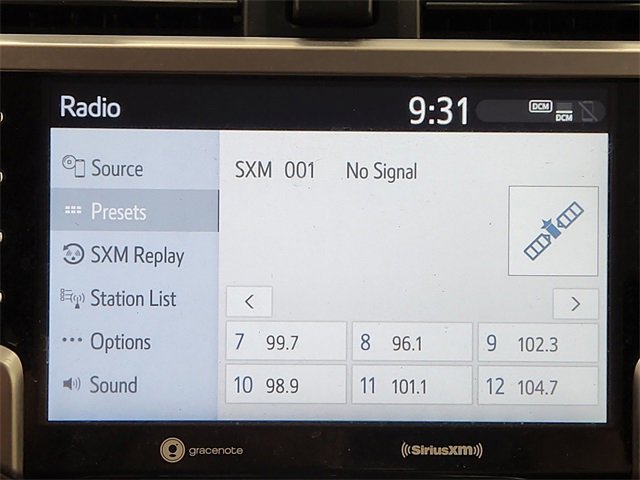 Radio
9:31
DCM
DCM
Source
SXM 001 No Signal
Presets
SXM Replay
Station List
Options
Sound
7 99.7
8 96.1
9 102.3
10 98.9
11 101.1
12 104.7
gracenote
SiriusXM